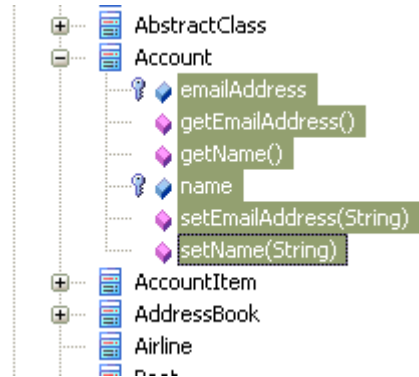 AbstractClass
Account
emailAddress
getEmailAddress()
getName()
name
setEmailAddress(String)
setName(String)
AccountItem
AddressBook
Airline